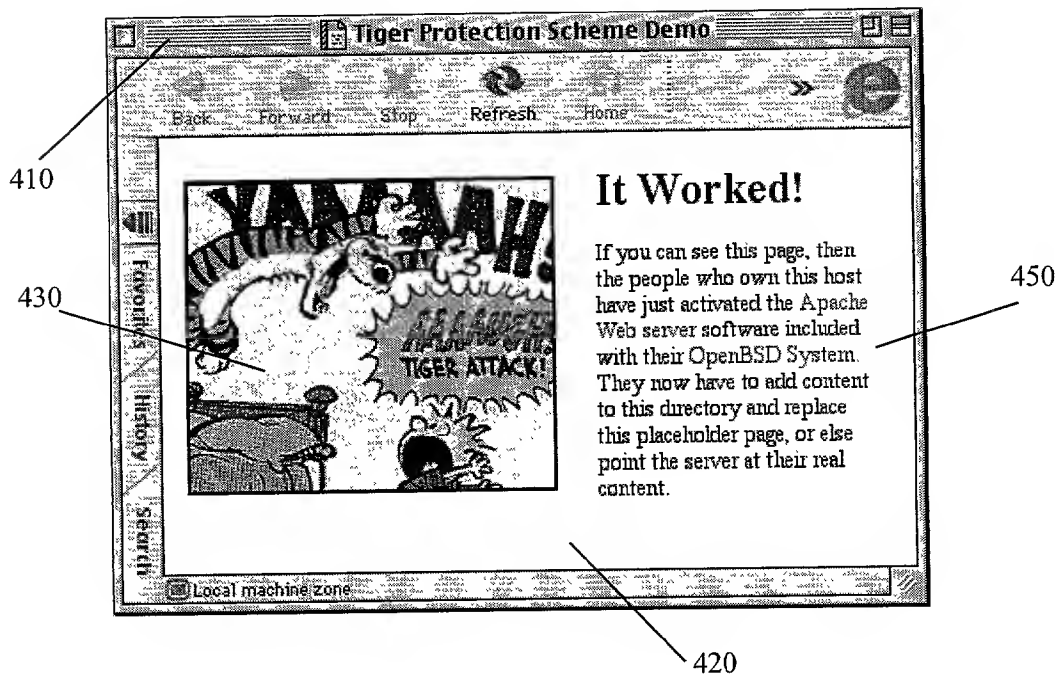 Tiger Protection Scheme Demo
Back Forward Stop Refresh Home »
410
It Worked!
YAAAAAH!
TIGER ATTACK!
If you can see this page, then
the people who own this host
have just activated the Apache
Web server software included
with their OpenBSD System.
They now have to add content
to this directory and replace
this placeholder page, or else
point the server at their real
content.
430
450
Favorites
History
Search
Local machine zone
420